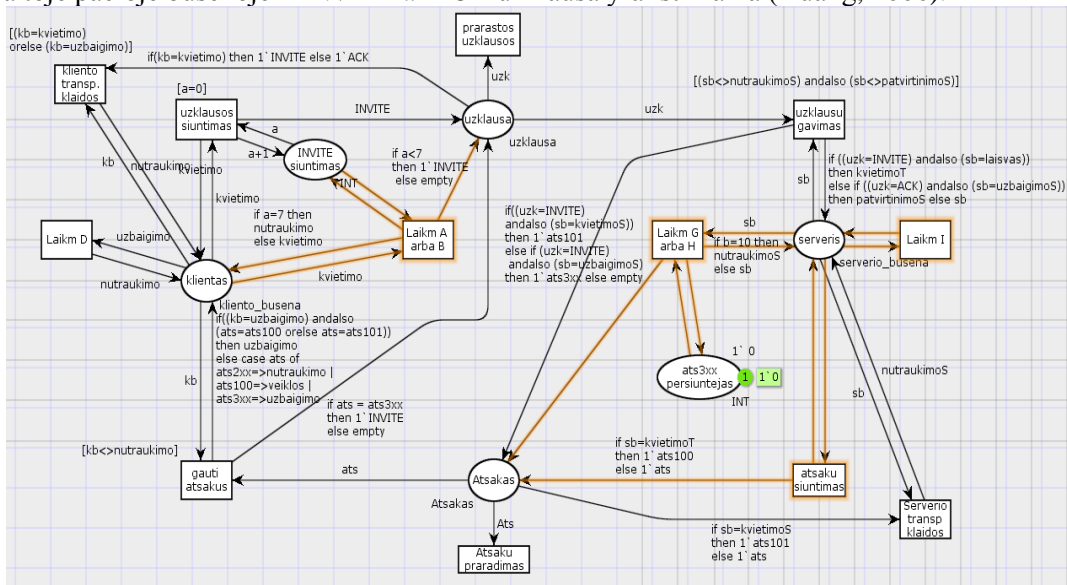 prarastos
uzklausos
[(kb=kvietimo)
orelse (kb=uzbaigimo)]
if(kb=kvietimo) then 1`INVITE else 1`ACK
uzk
kliento
transp.
klaidos
[a=0]
uzklausos
siuntimas
INVITE
uzklausa
uzklausa
uzk
[(sb<>nutraukimoS) andalso (sb<>patvirtinimoS)]
uzklausu
gavimas
a
a+1
INVITE
siuntimas
INT
if a<7
then 1`INVITE
else empty
kb
nutraukimo
kvietimo
kvietimo
sb
if ((uzk=INVITE) andalso (sb=laisvas))
then kvietimoT
else if ((uzk=ACK) andalso (sb=uzbaigimoS))
then patvirtinimoS else sb
Laikm D
uzbaigimo
nutraukimo
if a=7 then
nutraukimo
else kvietimo
Laikm A
arba B
kvietimo
klientas
kliento_busena
if((uzk=INVITE)
andalso (sb=kvietimoS))
then 1`ats101
else if (uzk=INVITE)
andalso (sb=uzbaigimoS)
then 1`ats3xx else empty
Laikm G
arba H
sb
if b=10 then
nutraukimoS
else sb
serveris
serverio_busena
Laikm I
if((kb=uzbaigimo) andalso
(ats=ats100 orelse ats=ats101))
then uzbaigimo
else case ats of
ats2xx=>nutraukimo |
ats100=>veiklos |
ats3xx=>uzbaigimo
kb
1` 0
ats3xx
persiuntejas
1
1`0
INT
nutraukimoS
sb
if ats = ats3xx
then 1`INVITE
else empty
[kb<>nutraukimo]
gauti
atsakus
ats
Atsakas
Atsakas
if sb=kvietimoT
then 1`ats100
else 1`ats
atsaku
siuntimas
Ats
Atsaku
praradimas
if sb=kvietimoS
then 1`ats101
else 1`ats
Serverio
transp
klaidos